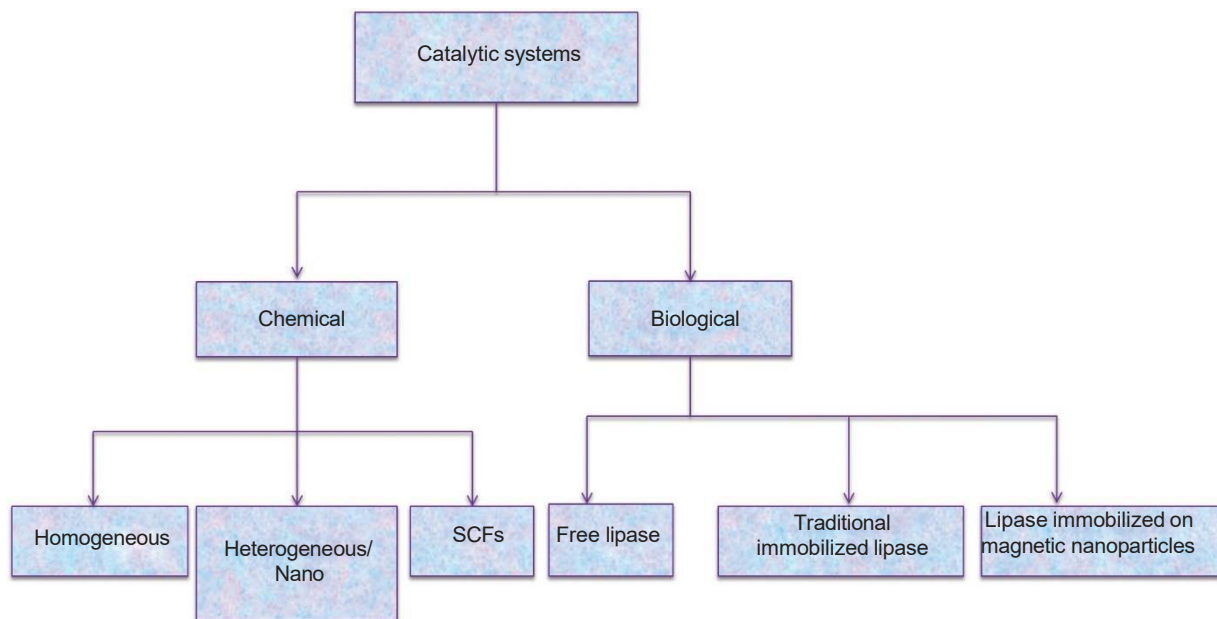 Catalytic systems
Chemical
Biological
Homogeneous
Heterogeneous/
Nano
SCFs
Free lipase
Traditional
immobilized lipase
Lipase immobilized on
magnetic nanoparticles